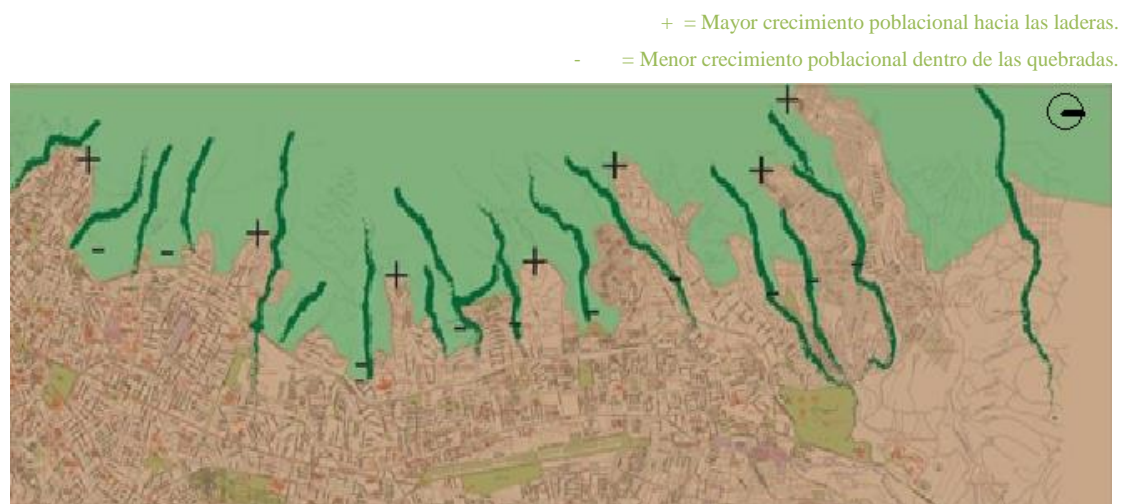 + = Mayor crecimiento poblacional hacia las laderas.
- = Menor crecimiento poblacional dentro de las quebradas.